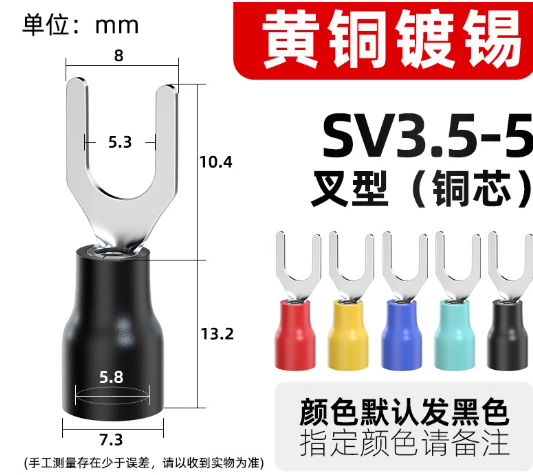 单位：mm
黄铜镀锡
8
SV3.5-5
5.3
10.4
叉型（铜芯）
13.2
5.8
颜色默认发黑色
7.3
指定颜色请备注
(手工测量存在少于误差，请以收到实物为准)